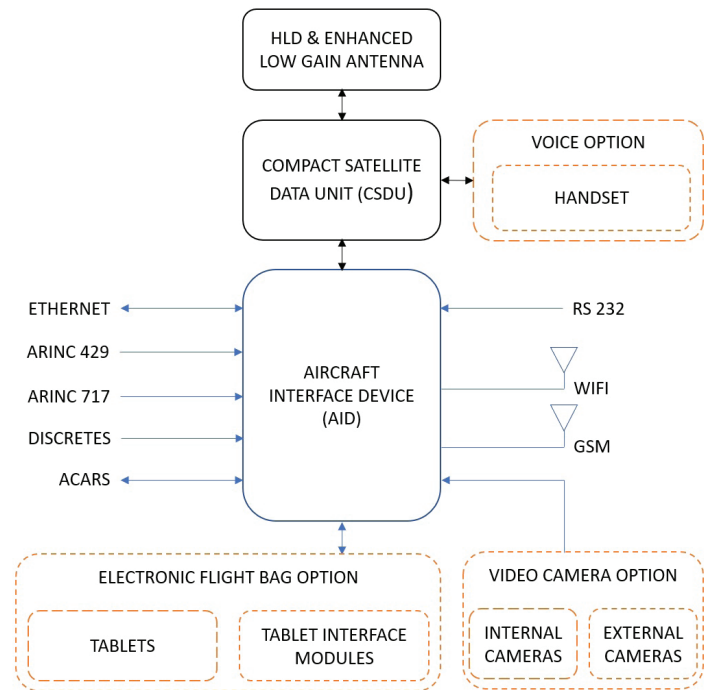 HLD & ENHANCED
LOW GAIN ANTENNA
COMPACT SATELLITE
DATA UNIT (CSDU)
VOICE OPTION
HANDSET
ETHERNET
ARINC 429
ARINC 717
DISCRETES
ACARS
AIRCRAFT
INTERFACE DEVICE
(AID)
RS 232
WIFI
GSM
ELECTRONIC FLIGHT BAG OPTION
TABLETS
TABLET INTERFACE
MODULES
VIDEO CAMERA OPTION
INTERNAL
CAMERAS
EXTERNAL
CAMERAS